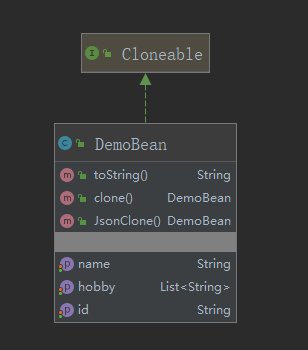 I Cloneable
C DemoBean
m toString() String
m clone() DemoBean
m JsonClone() DemoBean
p name String
p hobby List<String>
p id String